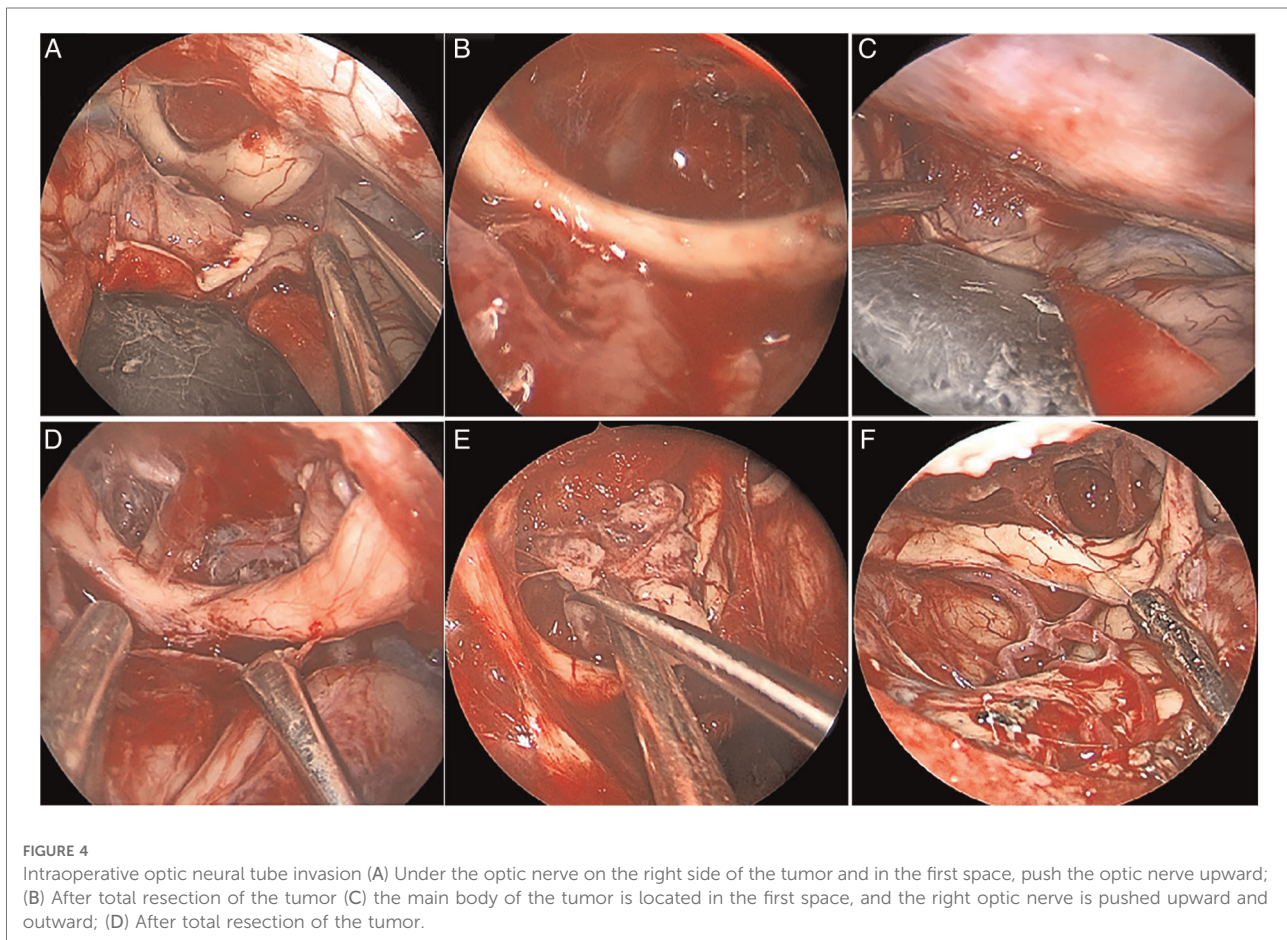 A
B
C
D
E
F
FIGURE 4
Intraoperative optic neural tube invasion (A) Under the optic nerve on the right side of the tumor and in the first space, push the optic nerve upward;
(B) After total resection of the tumor (C) the main body of the tumor is located in the first space, and the right optic nerve is pushed upward and
outward; (D) After total resection of the tumor.